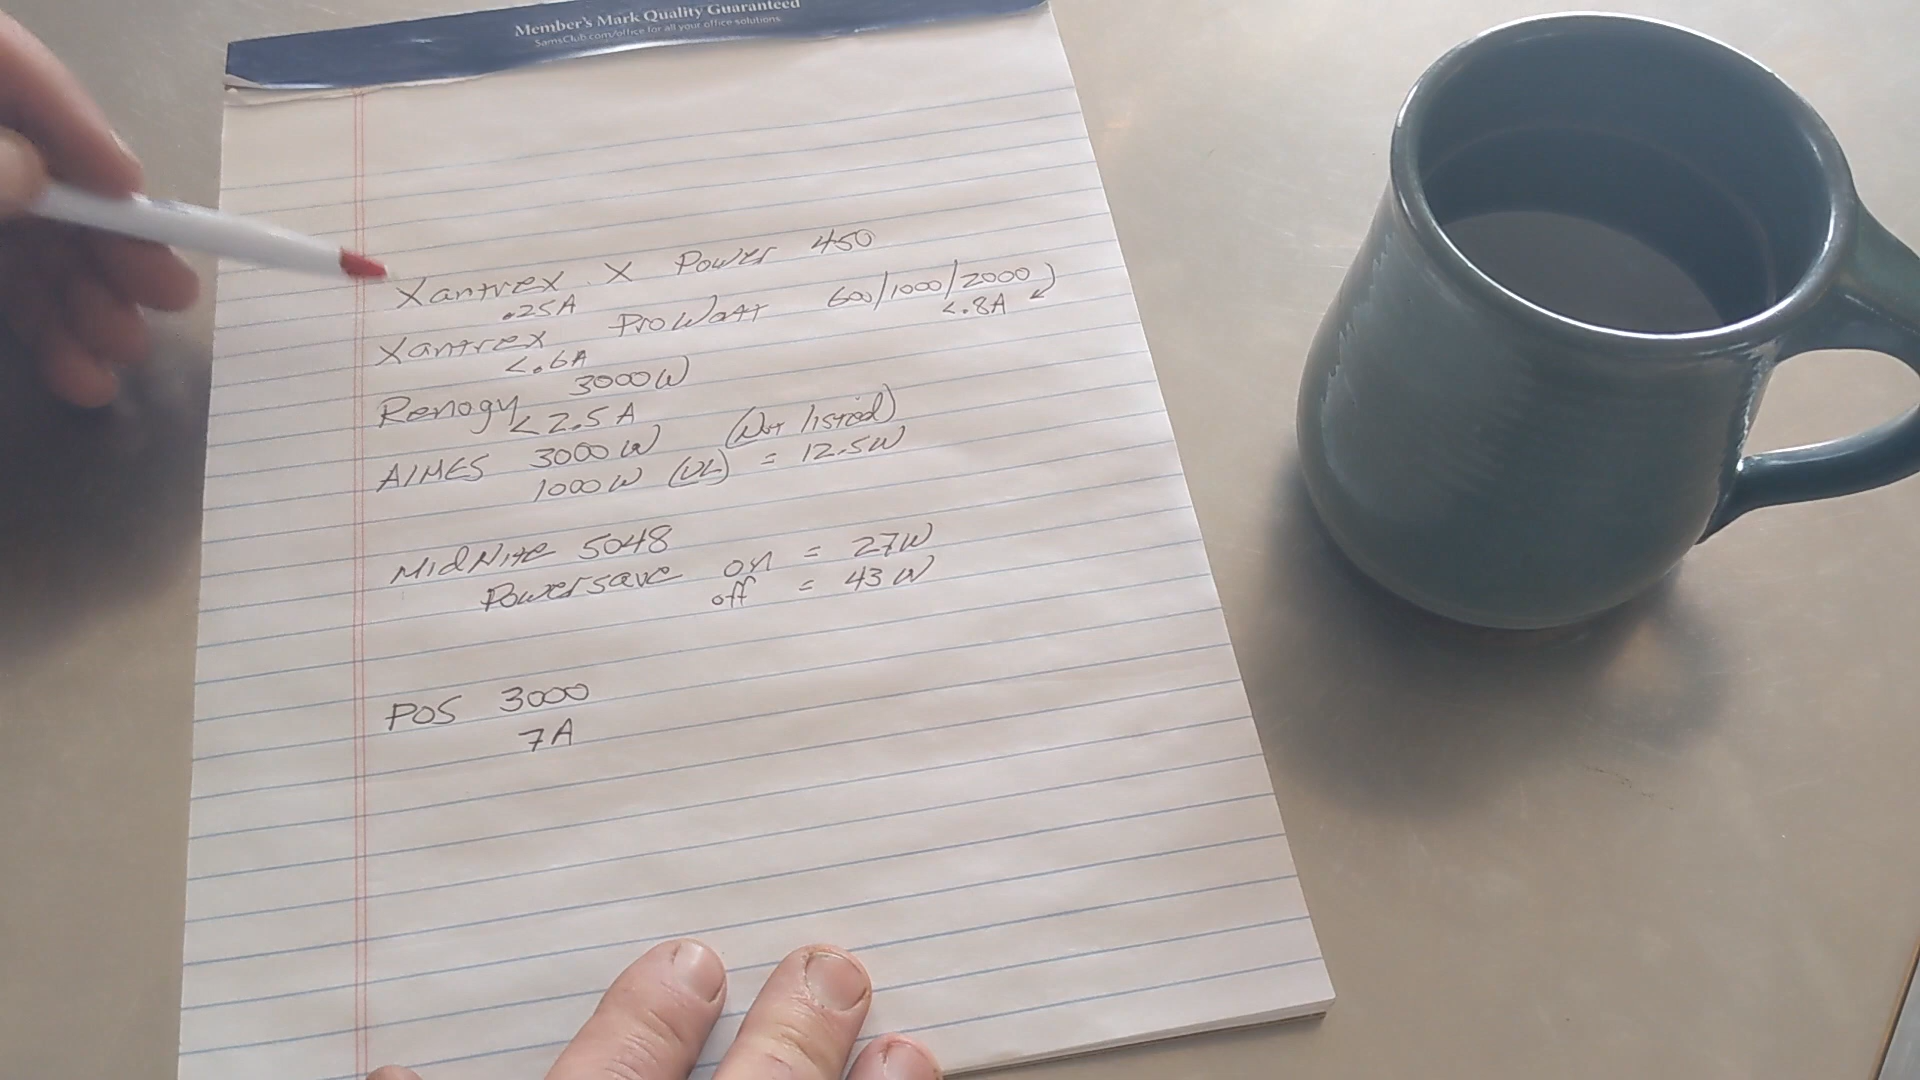 Member's Mark Quality Guaranteed
SamsClub.com/office for all your office solutions
Xantrex X Power 450
.25A
Xantrex ProWatt 600/1000/2000)
<.6A <.8A
Renogy 3000W
<2.5A
AIMES 3000W (Not listed)
1000W (UL) = 12.5W
MidNite 5048
Powersave on = 27W
off = 43W
POS 3000
7A